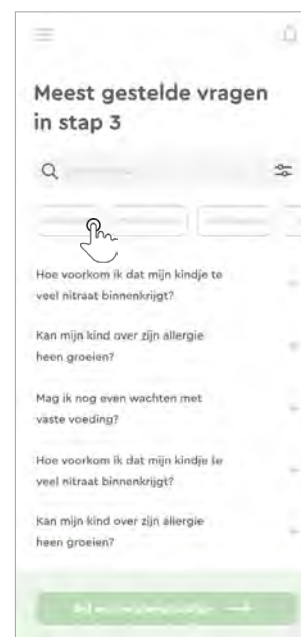 Meest gestelde vragen
in stap 3
Hoe voorkom ik dat mijn kindje te
veel nitraat binnenkrijgt?
Kan mijn kind over zijn allergie
heen groeien?
Mag ik nog even wachten met
vaste voeding?
Hoe voorkom ik dat mijn kindje te
veel nitraat binnenkrijgt?
Kan mijn kind over zijn allergie
heen groeien?